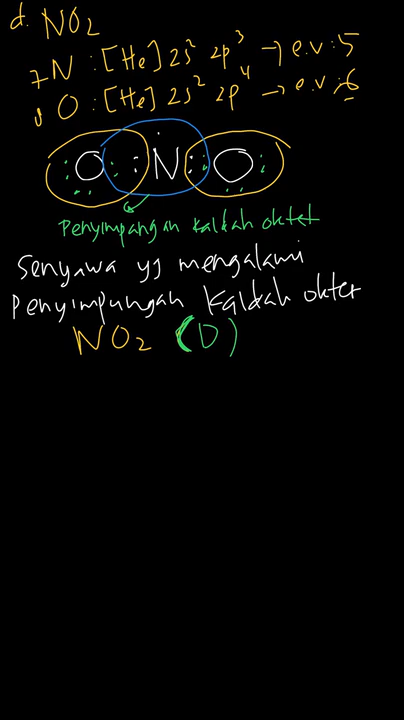 d. NO₂
₇N : [He] 2s² 2p³ → e.v : 5
₈O : [He] 2s² 2p⁴ → e.v : 6
O N O
Penyimpangan kaidah oktet
Senyawa yg mengalami
Penyimpangan kaidah oktet
NO₂ (D)